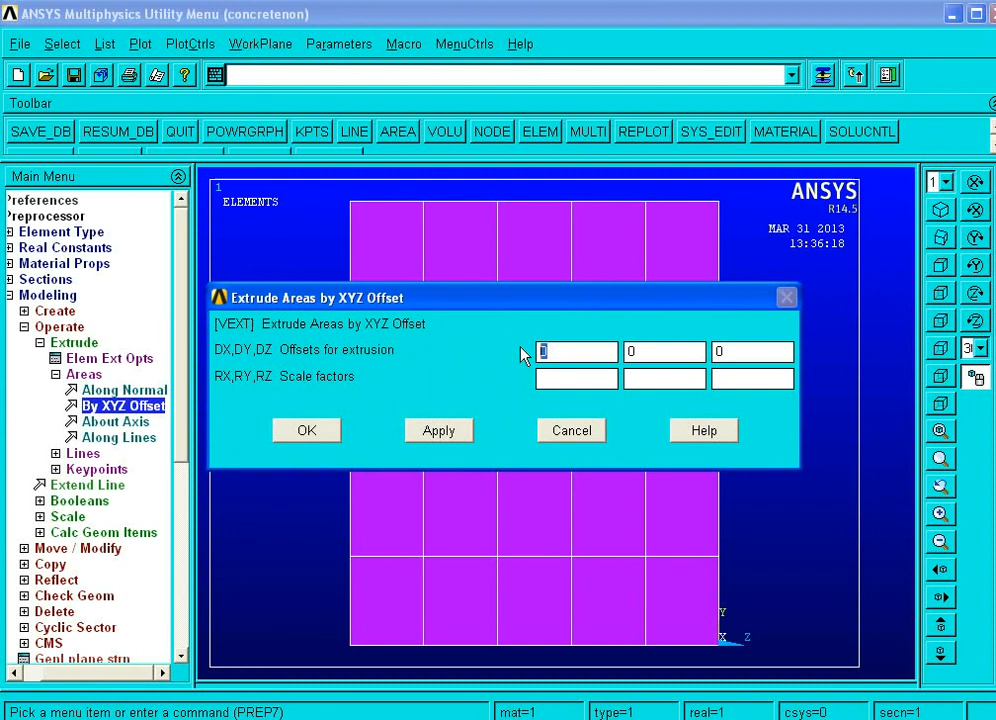 ANSYS Multiphysics Utility Menu (concretenon)
File Select List Plot PlotCtrls WorkPlane Parameters Macro MenuCtrls Help
Toolbar
SAVE_DB RESUM_DB QUIT POWRGRPH KPTS LINE AREA VOLU NODE ELEM MULTI REPLOT SYS_EDIT MATERIAL SOLUCNTL
Main Menu
references
reprocessor
Element Type
Real Constants
Material Props
Sections
Modeling
Create
Operate
Extrude
Elem Ext Opts
Areas
Along Normal
By XYZ Offset
About Axis
Along Lines
Lines
Keypoints
Extend Line
Booleans
Scale
Calc Geom Items
Move / Modify
Copy
Reflect
Check Geom
Delete
Cyclic Sector
CMS
Genl plane strn
1
ELEMENTS
ANSYS
R14.5
MAR 31 2013
13:36:18
Extrude Areas by XYZ Offset
[VEXT] Extrude Areas by XYZ Offset
DX,DY,DZ Offsets for extrusion 0 0
RX,RY,RZ Scale factors
OK Apply Cancel Help
Y
X Z
1
Pick a menu item or enter a command (PREP7) mat=1 type=1 real=1 csys=0 secn=1